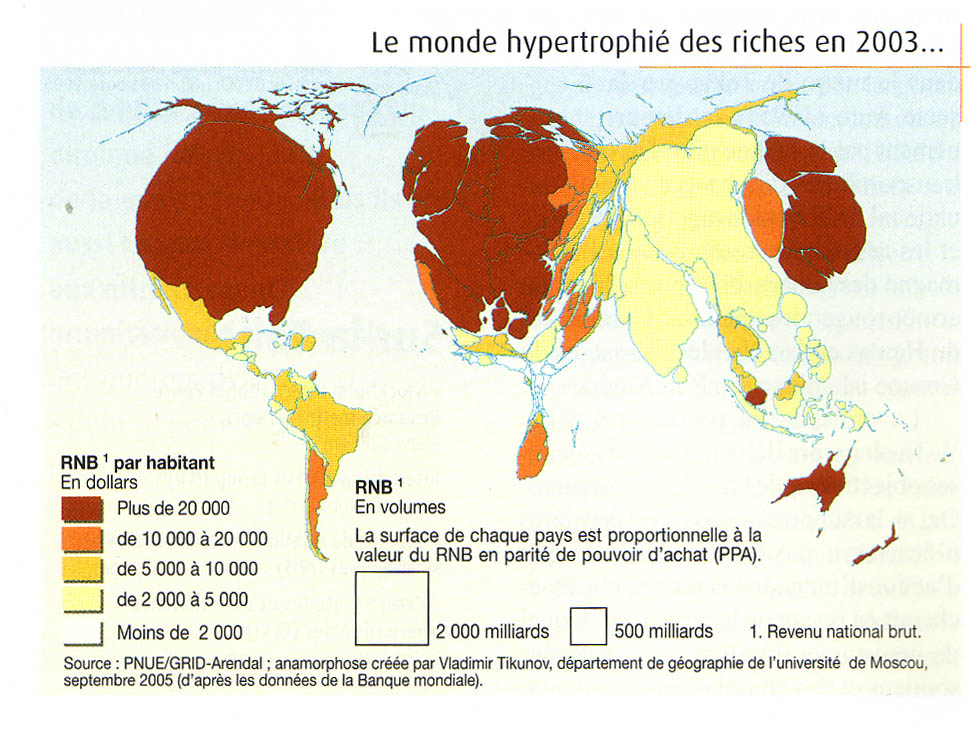 Le monde hypertrophié des riches en 2003...
RNB ¹ par habitant
En dollars
Plus de 20 000
de 10 000 à 20 000
de 5 000 à 10 000
de 2 000 à 5 000
Moins de 2 000
RNB ¹
En volumes
La surface de chaque pays est proportionnelle à la
valeur du RNB en parité de pouvoir d'achat (PPA).
2 000 milliards
500 milliards
1. Revenu national brut.
Source : PNUE/GRID-Arendal ; anamorphose créée par Vladimir Tikunov, département de géographie de l'université de Moscou,
septembre 2005 (d'après les données de la Banque mondiale).